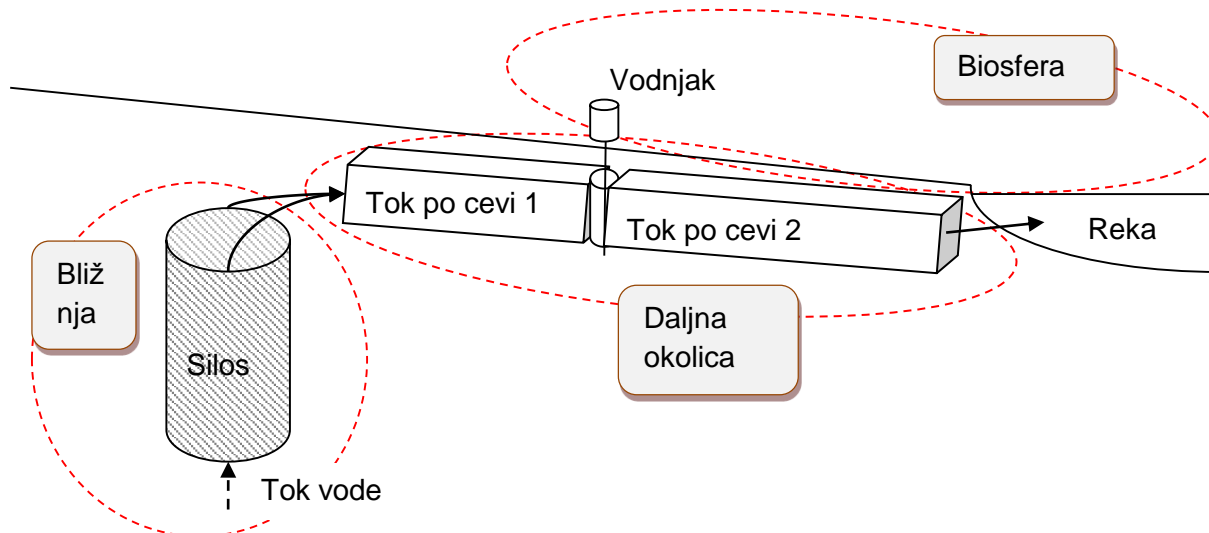 Biosfera
Vodnjak
Tok po cevi 1
Tok po cevi 2
Reka
Bliž
nja
Daljna
okolica
Silos
Tok vode